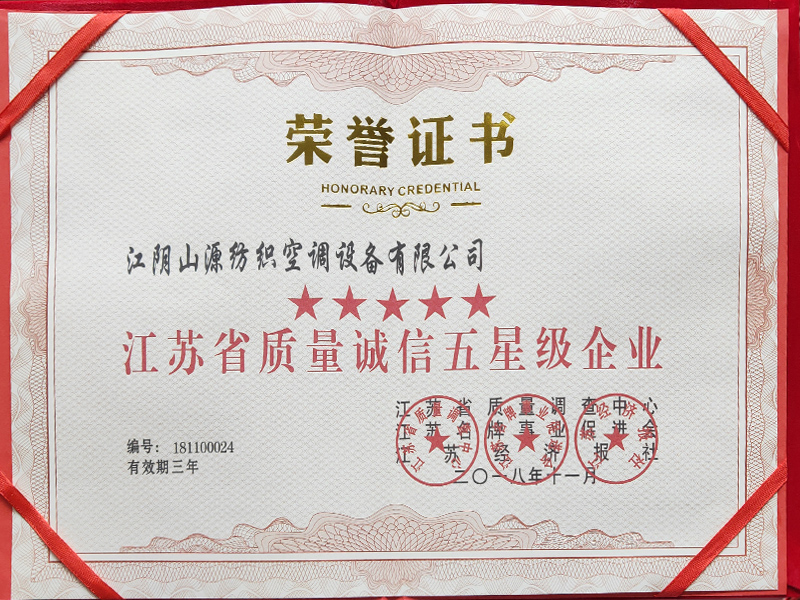 荣誉证书
HONORARY CREDENTIAL
江阴山源纺织空调设备有限公司
江苏省质量诚信五星级企业
江苏省质量调查中心
江苏名牌事业促进会
江苏经济报社
二〇一八年十一月
编号: 181100024
有效期三年